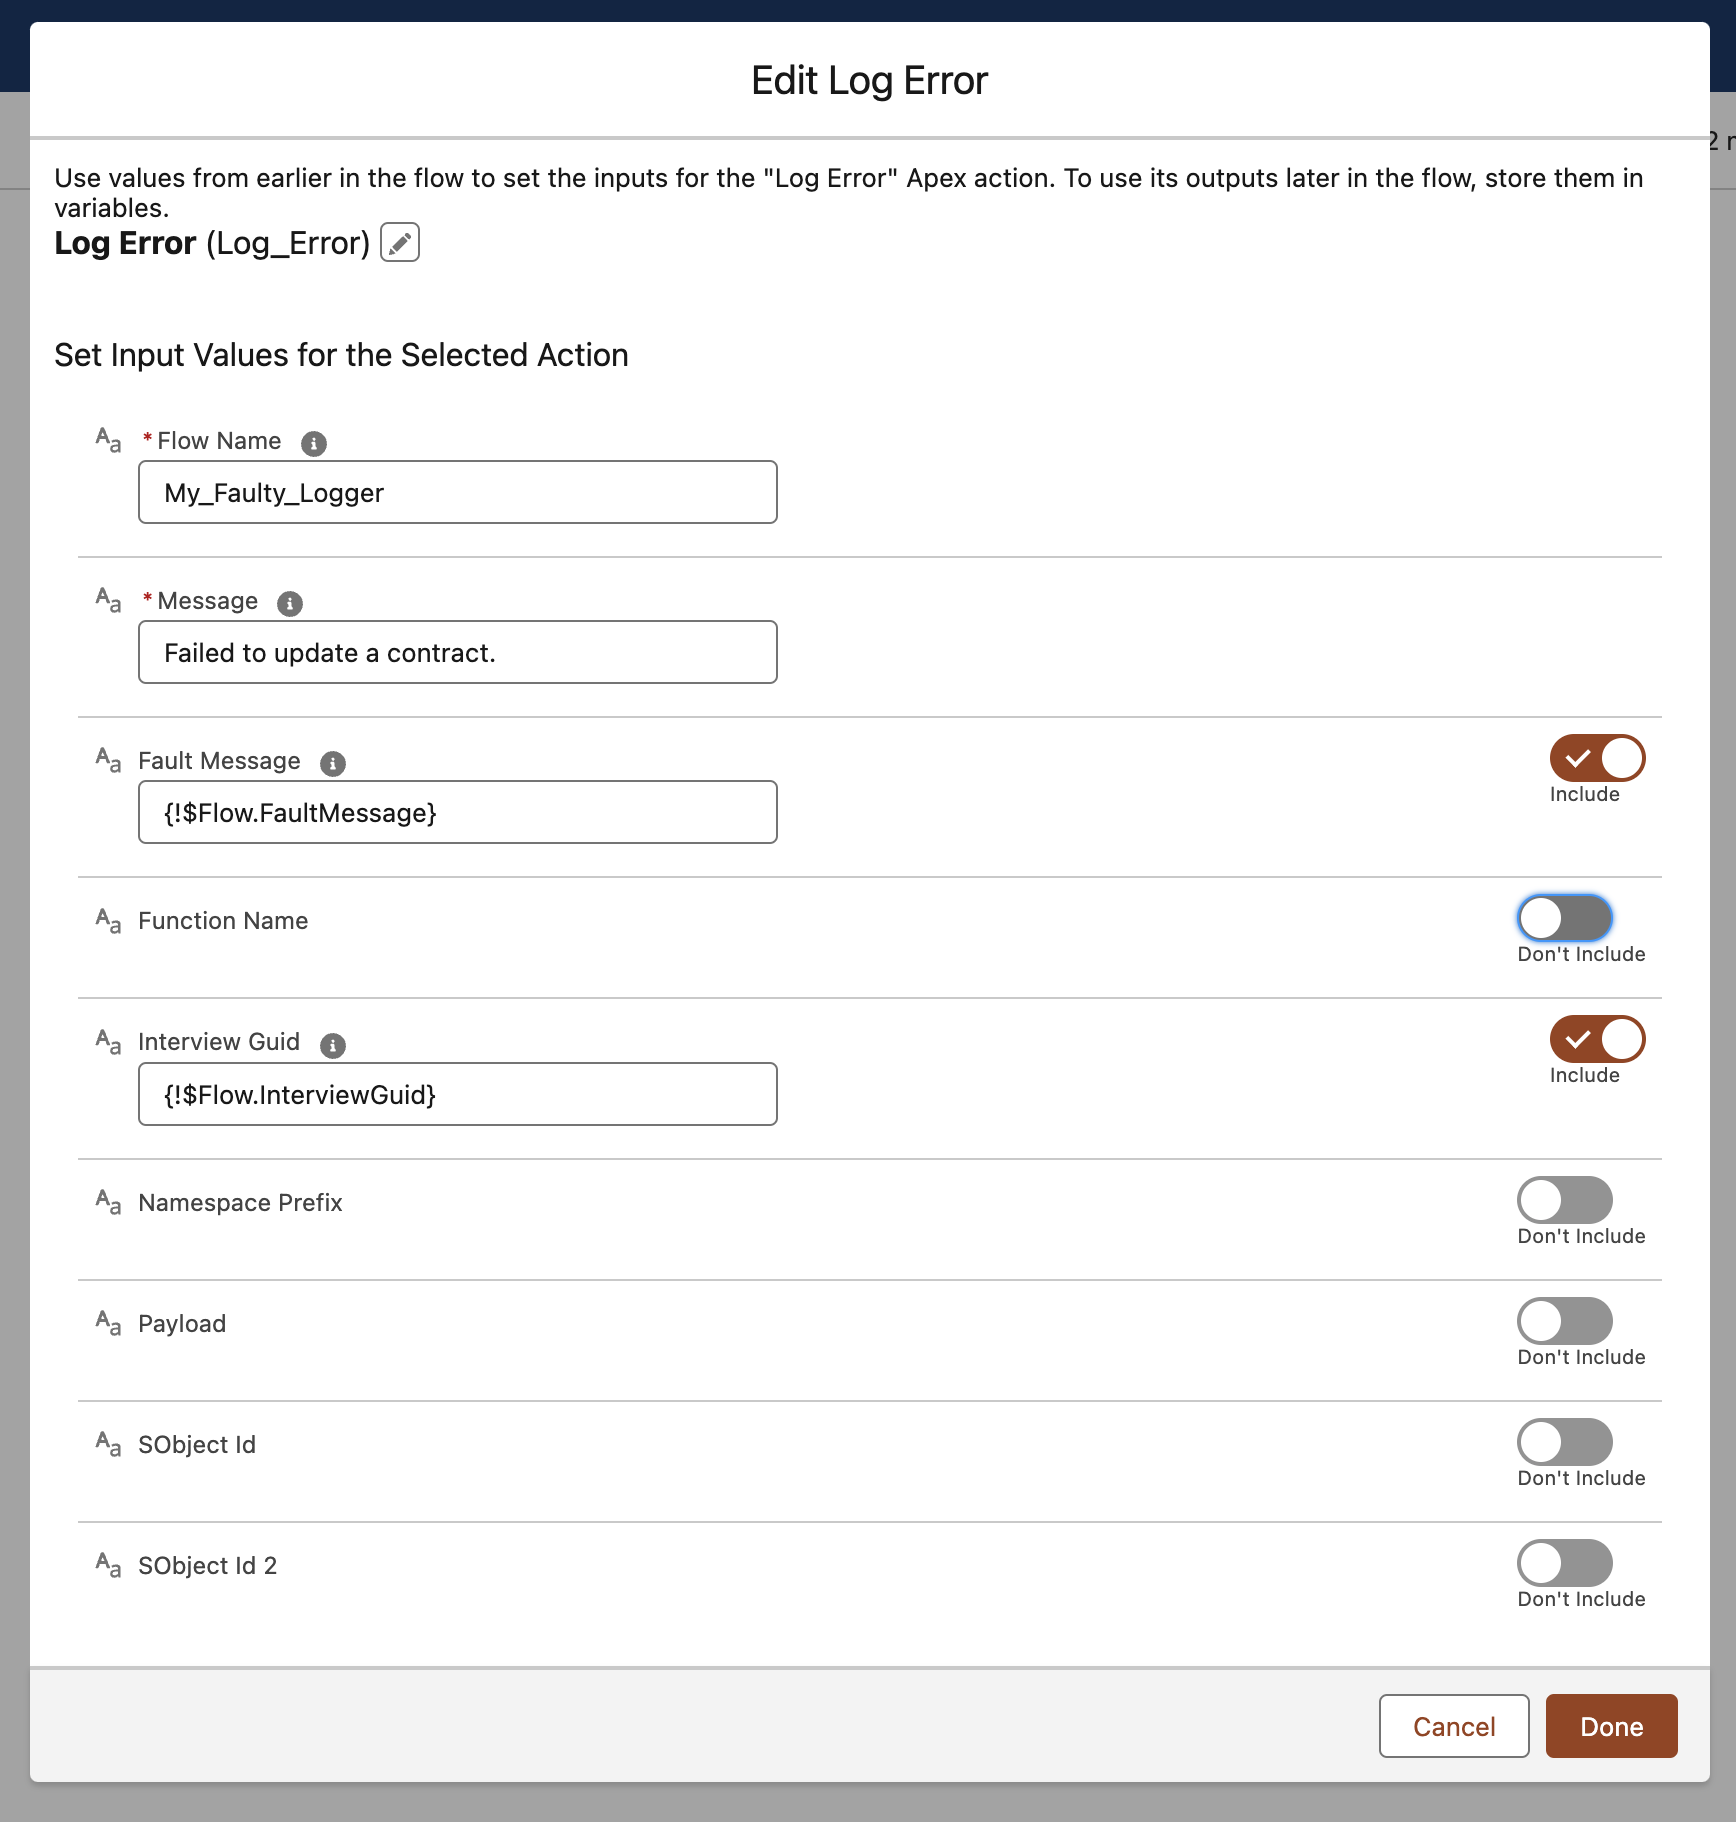 Edit Log Error
2 r
Use values from earlier in the flow to set the inputs for the "Log Error" Apex action. To use its outputs later in the flow, store them in
variables.
Log Error (Log_Error)
Set Input Values for the Selected Action
Aa * Flow Name i
My_Faulty_Logger
Aa * Message i
Failed to update a contract.
Aa Fault Message i
Include
{!$Flow.FaultMessage}
Aa Function Name
Don't Include
Aa Interview Guid i
Include
{!$Flow.InterviewGuid}
Aa Namespace Prefix
Don't Include
Aa Payload
Don't Include
Aa SObject Id
Don't Include
Aa SObject Id 2
Don't Include
Cancel Done